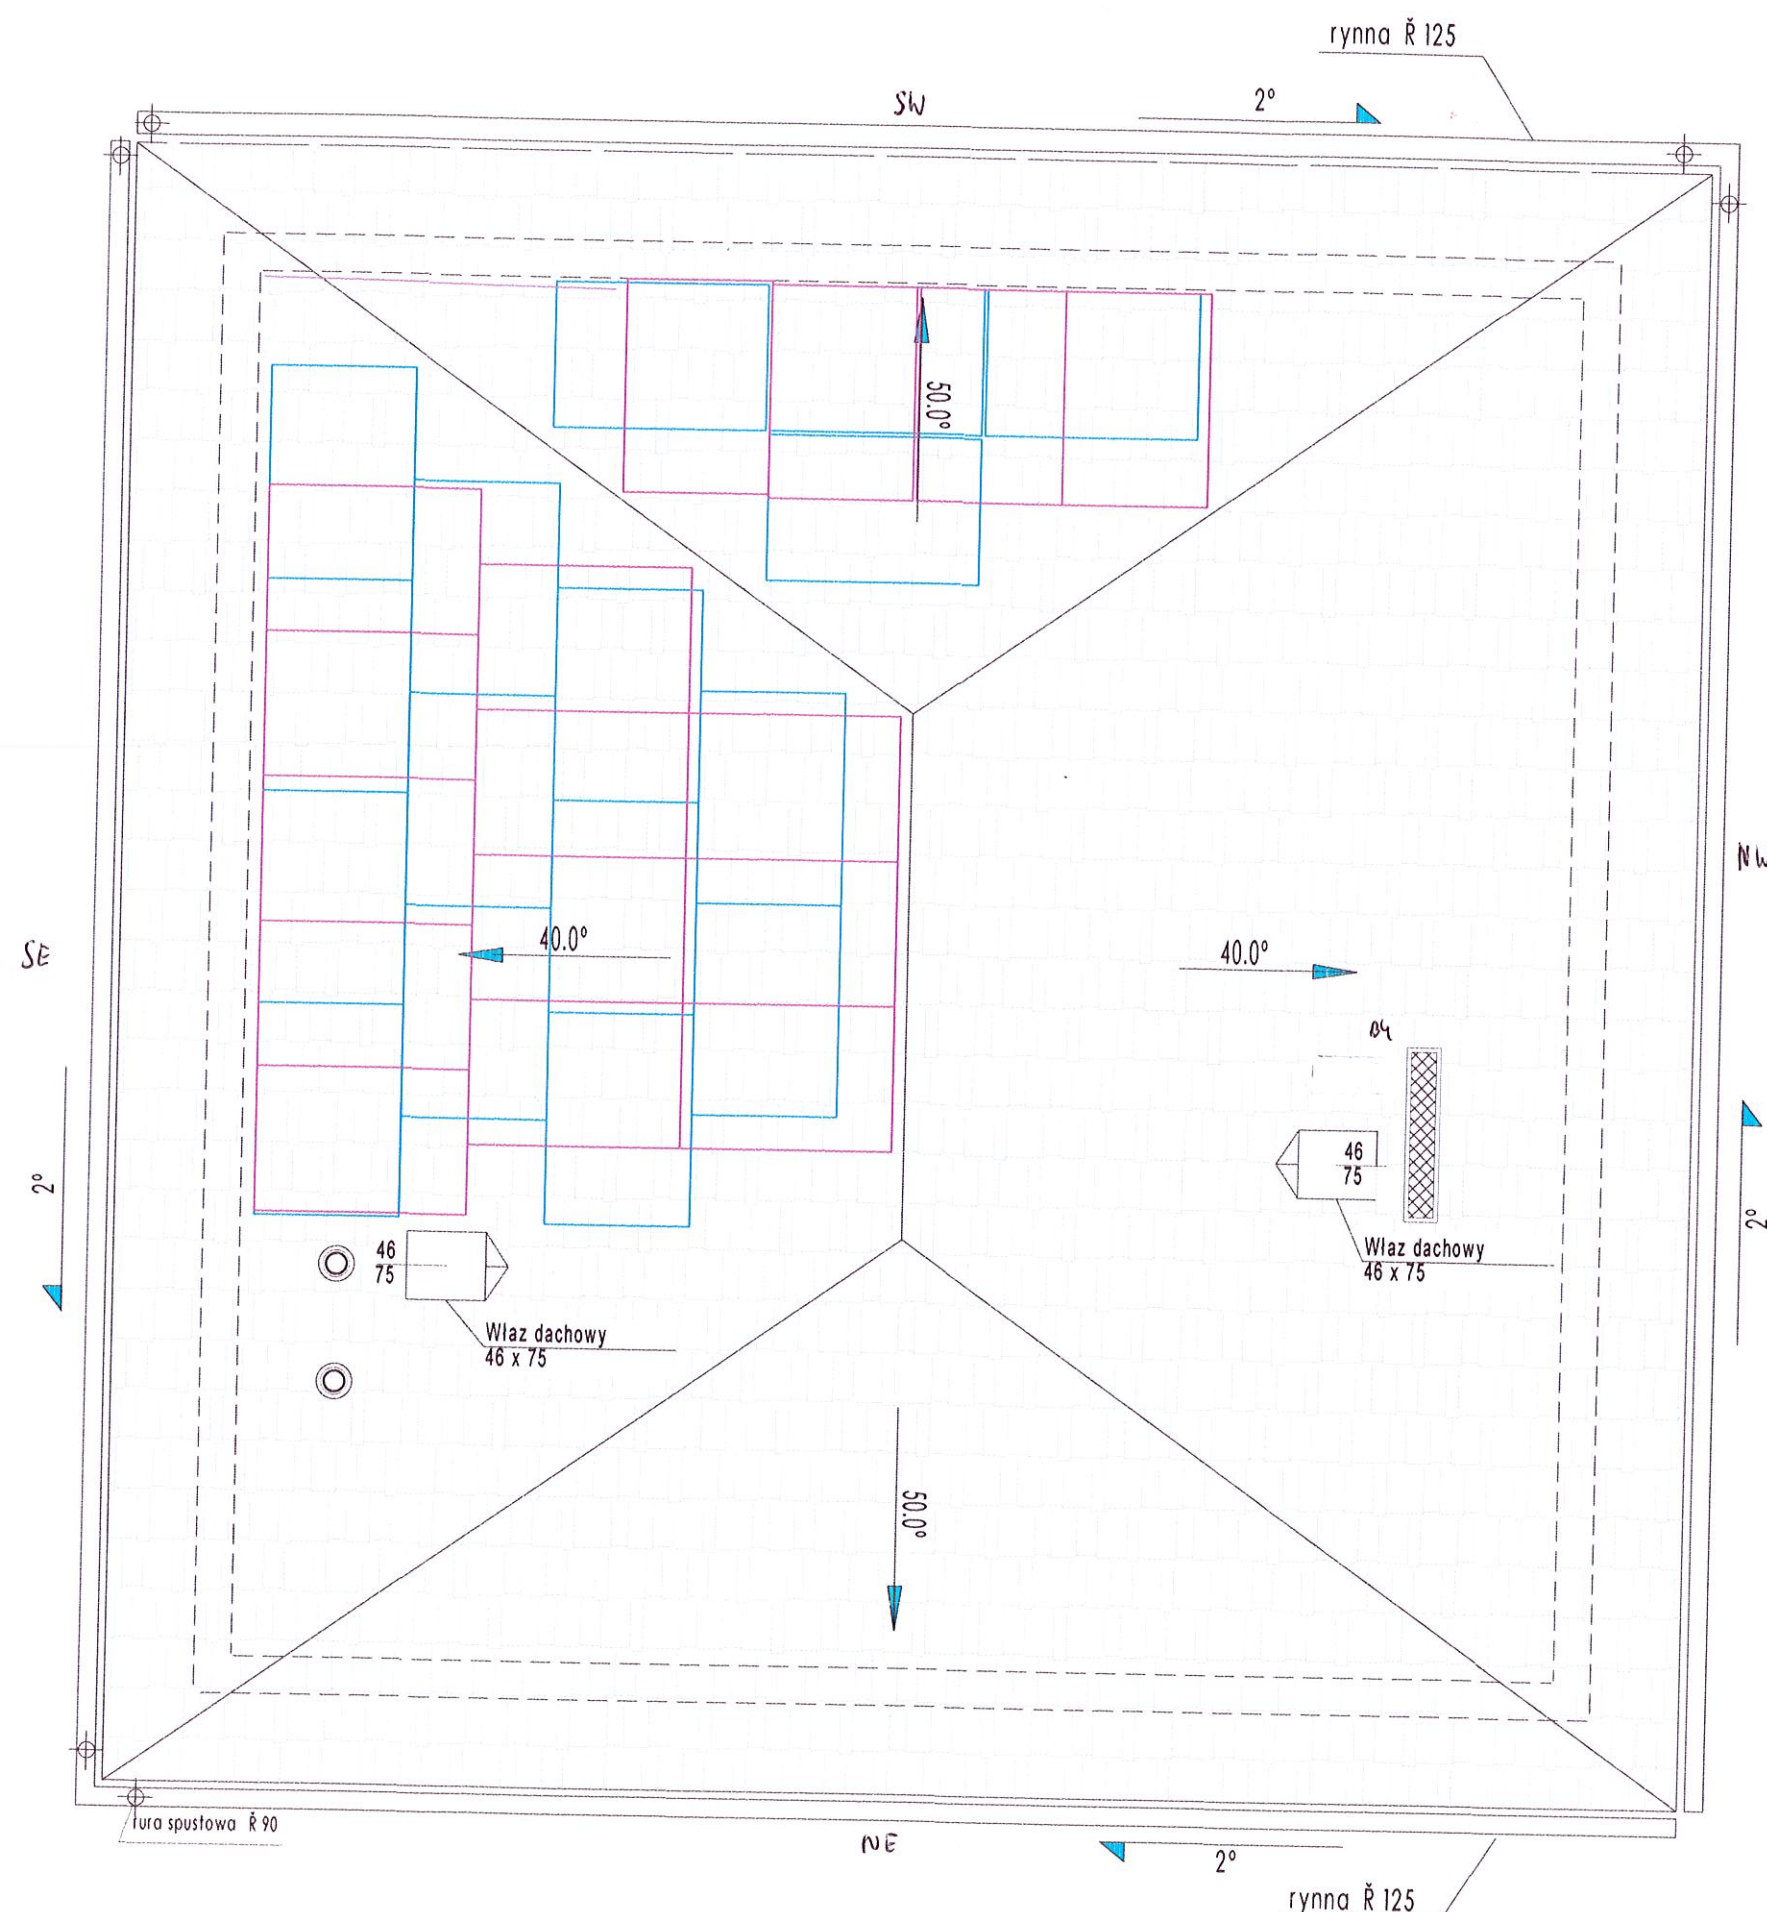 rynna Ř 125
SW
2°
50.0°
40.0°
40.0°
NW
SE
B4
46
75
Właz dachowy
46 x 75
2°
2°
46
75
Właz dachowy
46 x 75
50.0°
rura spustowa Ř 90
NE
2°
rynna Ř 125